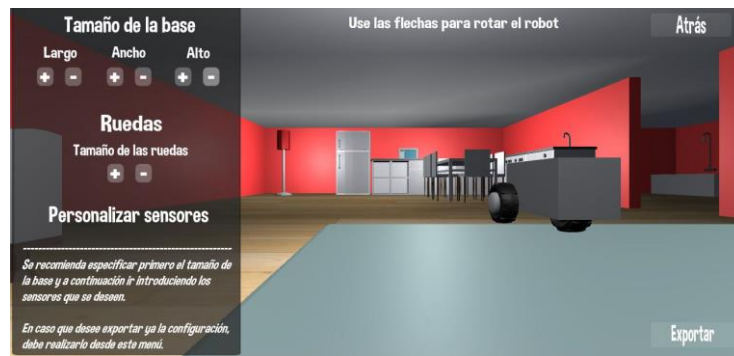 Tamaño de la base
Largo Ancho Alto
+ - + - + -
Ruedas
Tamaño de las ruedas
+ -
Personalizar sensores
Se recomienda especificar primero el tamaño de
la base y a continuación ir introduciendo los
sensores que se deseen.
En caso que desee exportar ya la configuración,
debe realizarlo desde este menú.
Use las flechas para rotar el robot
Atrás
Exportar